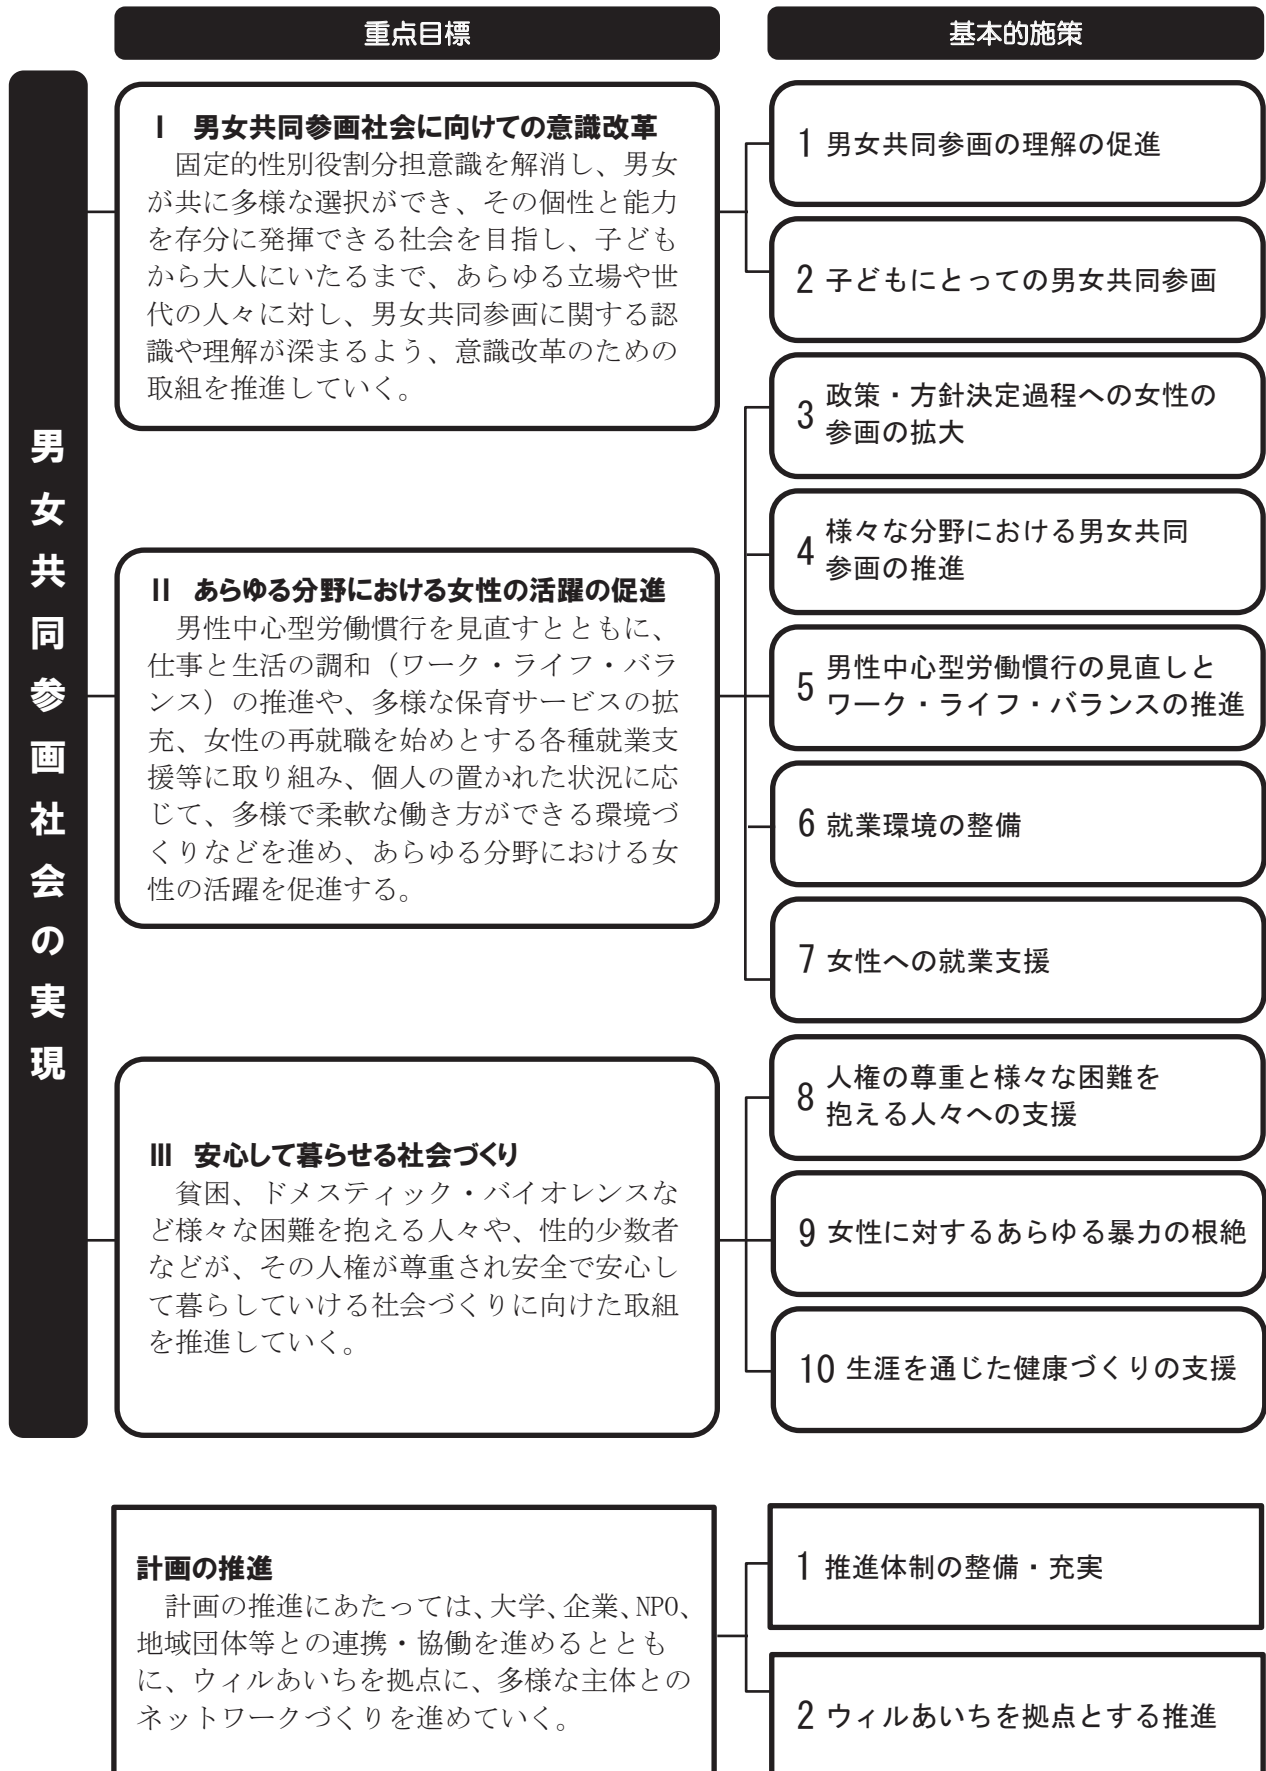 重点目標
基本的施策
男女共同参画社会の実現
Ⅰ 男女共同参画社会に向けての意識改革
固定的性別役割分担意識を解消し、男女
が共に多様な選択ができ、その個性と能力
を存分に発揮できる社会を目指し、子ども
から大人にいたるまで、あらゆる立場や世
代の人々に対し、男女共同参画に関する認
識や理解が深まるよう、意識改革のための
取組を推進していく。
1 男女共同参画の理解の促進
2 子どもにとっての男女共同参画
Ⅱ あらゆる分野における女性の活躍の促進
男性中心型労働慣行を見直すとともに、
仕事と生活の調和（ワーク・ライフ・バラ
ンス）の推進や、多様な保育サービスの拡
充、女性の再就職を始めとする各種就業支
援等に取り組み、個人の置かれた状況に応
じて、多様で柔軟な働き方ができる環境づ
くりなどを進め、あらゆる分野における女
性の活躍を促進する。
3 政策・方針決定過程への女性の
参画の拡大
4 様々な分野における男女共同
参画の推進
5 男性中心型労働慣行の見直しと
ワーク・ライフ・バランスの推進
6 就業環境の整備
7 女性への就業支援
Ⅲ 安心して暮らせる社会づくり
貧困、ドメスティック・バイオレンスな
ど様々な困難を抱える人々や、性的少数者
などが、その人権が尊重され安全で安心し
て暮らしていける社会づくりに向けた取組
を推進していく。
8 人権の尊重と様々な困難を
抱える人々への支援
9 女性に対するあらゆる暴力の根絶
10 生涯を通じた健康づくりの支援
計画の推進
計画の推進にあたっては、大学、企業、NPO、
地域団体等との連携・協働を進めるととも
に、ウィルあいちを拠点に、多様な主体との
ネットワークづくりを進めていく。
1 推進体制の整備・充実
2 ウィルあいちを拠点とする推進